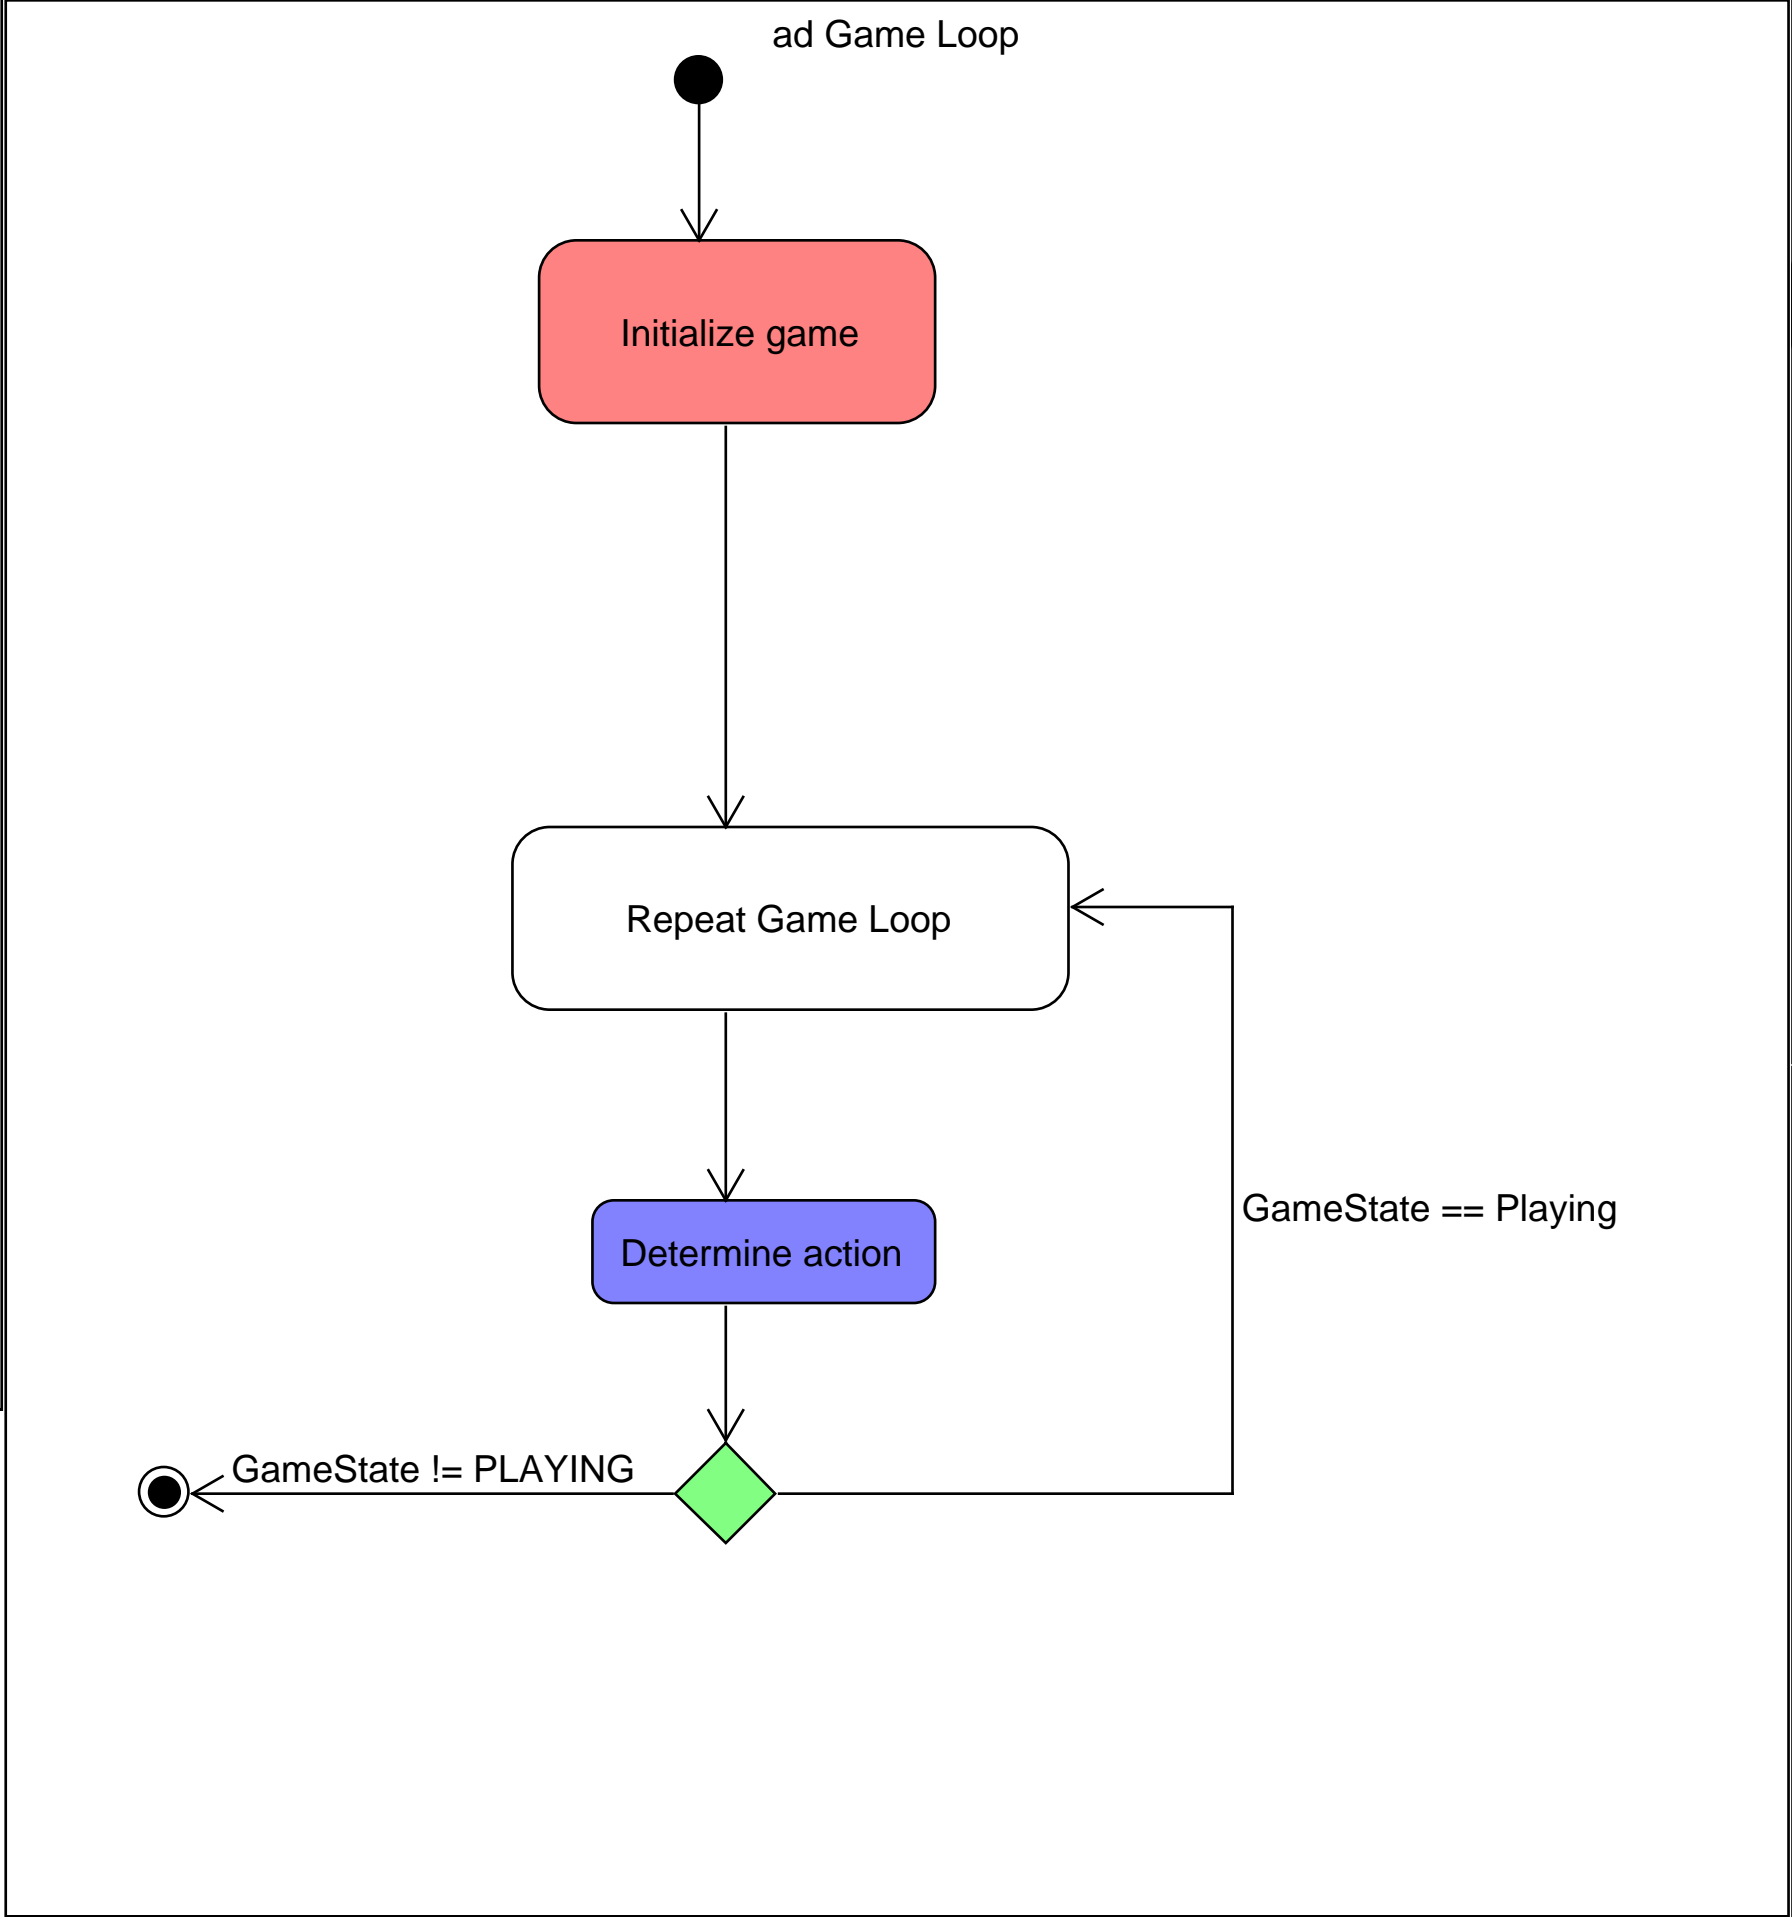 ad Game Loop
Initialize game
Repeat Game Loop
GameState == Playing
Determine action
GameState != PLAYING